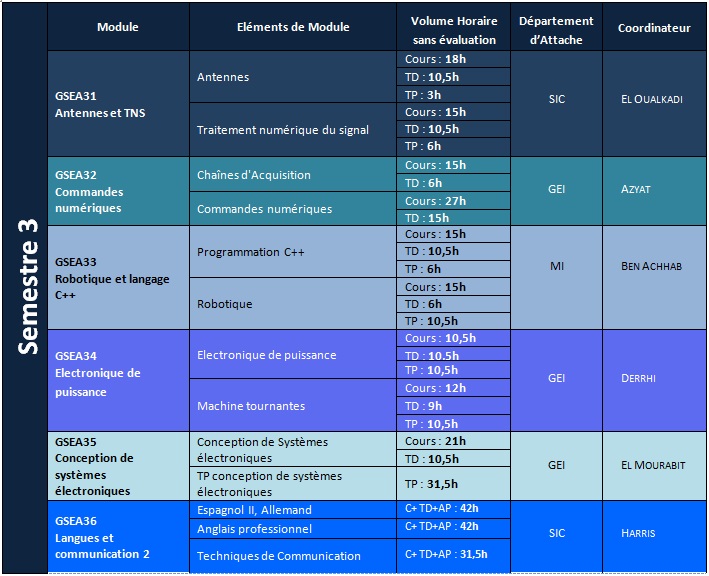 Module
Eléments de Module
Volume Horaire
sans évaluation
Département
d'Attache
Coordinateur
Semestre 3
GSEA31
Antennes et TNS
Antennes
Cours : 18h
TD : 10,5h
TP : 3h
Traitement numérique du signal
Cours : 15h
TD : 10,5h
TP : 6h
SIC
EL OUALKADI
GSEA32
Commandes
numériques
Chaînes d'Acquisition
Cours : 15h
TD : 6h
Commandes numériques
Cours : 27h
TD : 15h
GEI
AZYAT
GSEA33
Robotique et langage
C++
Programmation C++
Cours : 15h
TD : 10,5h
TP : 6h
Robotique
Cours : 15h
TD : 6h
TP : 10,5h
MI
BEN ACHHAB
GSEA34
Electronique de
puissance
Electronique de puissance
Cours : 10,5h
TD : 10,5h
TP : 10,5h
Machine tournantes
Cours : 12h
TD : 9h
TP : 10,5h
GEI
DERRHI
GSEA35
Conception de
systèmes
électroniques
Conception de Systèmes
électroniques
Cours : 21h
TD : 10,5h
TP conception de systèmes
électroniques
TP : 31,5h
GEI
EL MOURABIT
GSEA36
Langues et
communication 2
Espagnol II, Allemand
C+ TD+AP : 42h
Anglais professionnel
C+ TD+AP : 42h
Techniques de Communication
C+ TD+AP : 31,5h
SIC
HARRIS